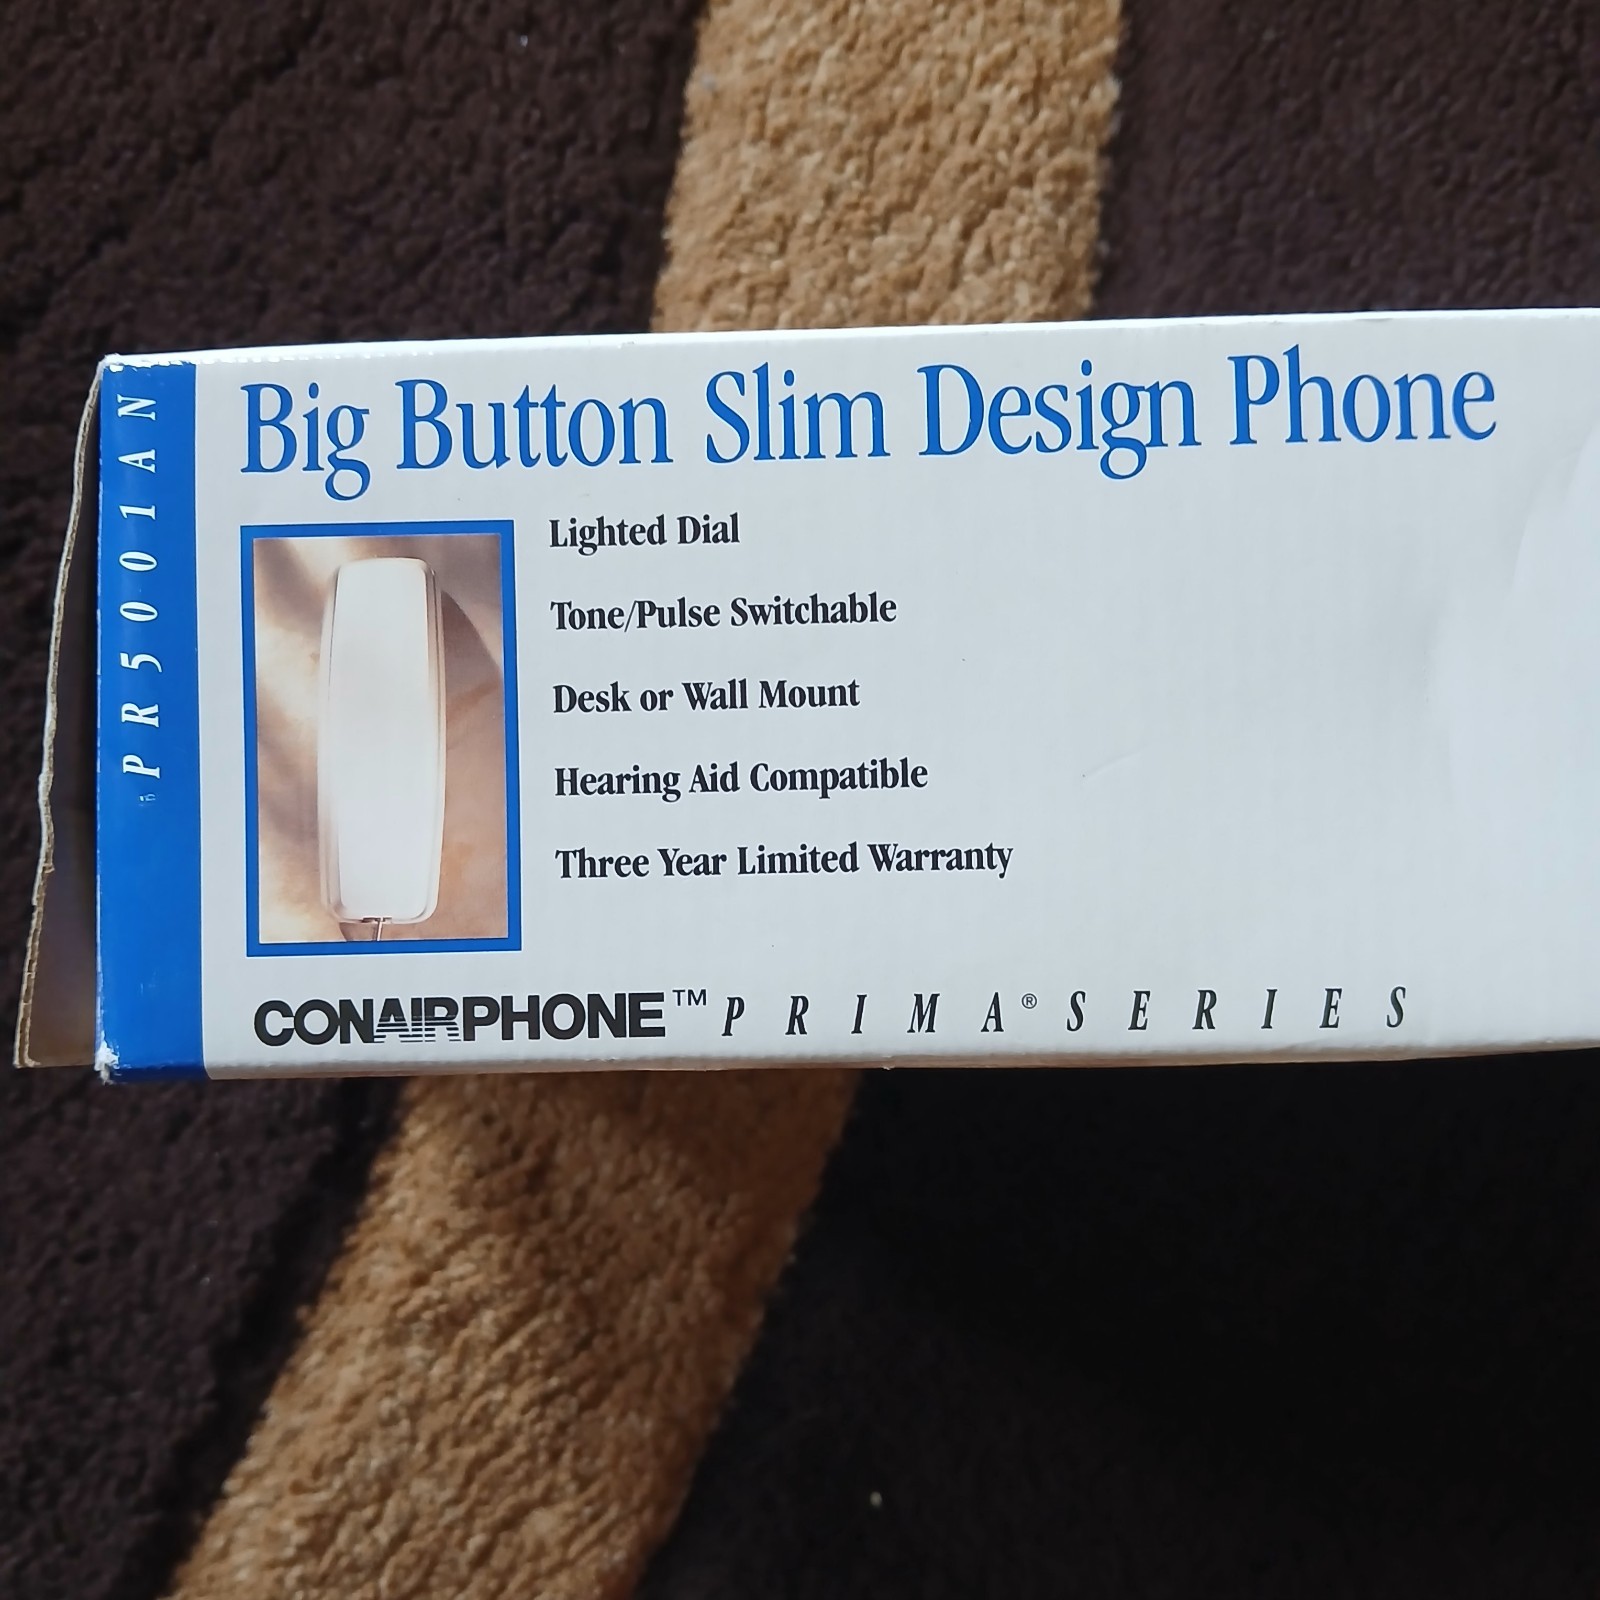 PR5001AN
Big Button Slim Design Phone
Lighted Dial
Tone/Pulse Switchable
Desk or Wall Mount
Hearing Aid Compatible
Three Year Limited Warranty
CONAIRPHONE™ PRIMA® SERIES